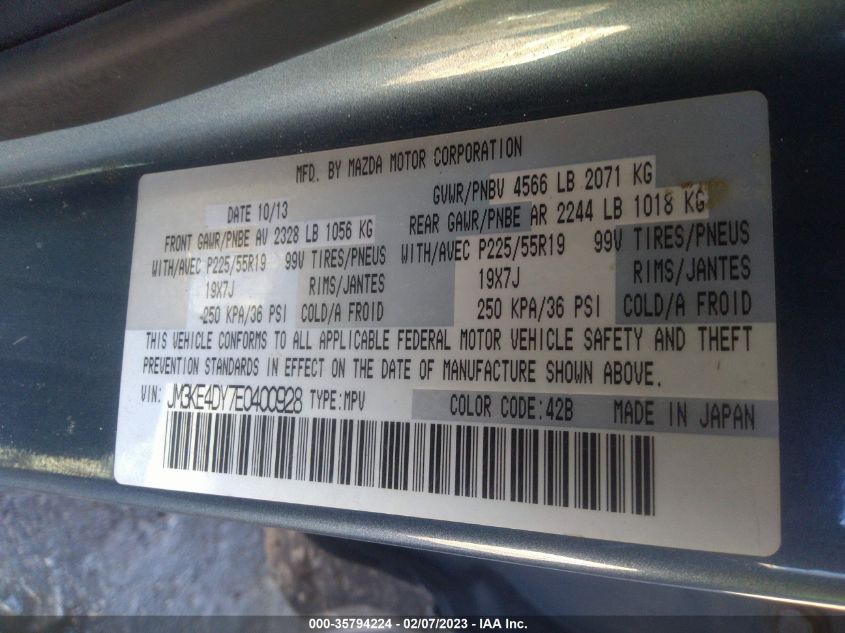 MFD. BY MAZDA MOTOR CORPORATION
DATE 10/13
GVWR/PNBV 4566 LB 2071 KG
FRONT GAWR/PNBE AV 2328 LB 1056 KG
REAR GAWR/PNBE AR 2244 LB 1018 KG
WITH/AVEC P225/55R19 99V TIRES/PNEUS
WITH/AVEC P225/55R19 99V TIRES/PNEUS
19X7J RIMS/JANTES
19X7J RIMS/JANTES
250 KPA/36 PSI COLD/A FROID
250 KPA/36 PSI COLD/A FROID
THIS VEHICLE CONFORMS TO ALL APPLICABLE FEDERAL MOTOR VEHICLE SAFETY AND THEFT
PREVENTION STANDARDS IN EFFECT ON THE DATE OF MANUFACTURE SHOWN ABOVE.
VIN: JM3KE4DY7E0400928 TYPE:MPV COLOR CODE:42B MADE IN JAPAN
000-35794224 - 02/07/2023 - IAA Inc.